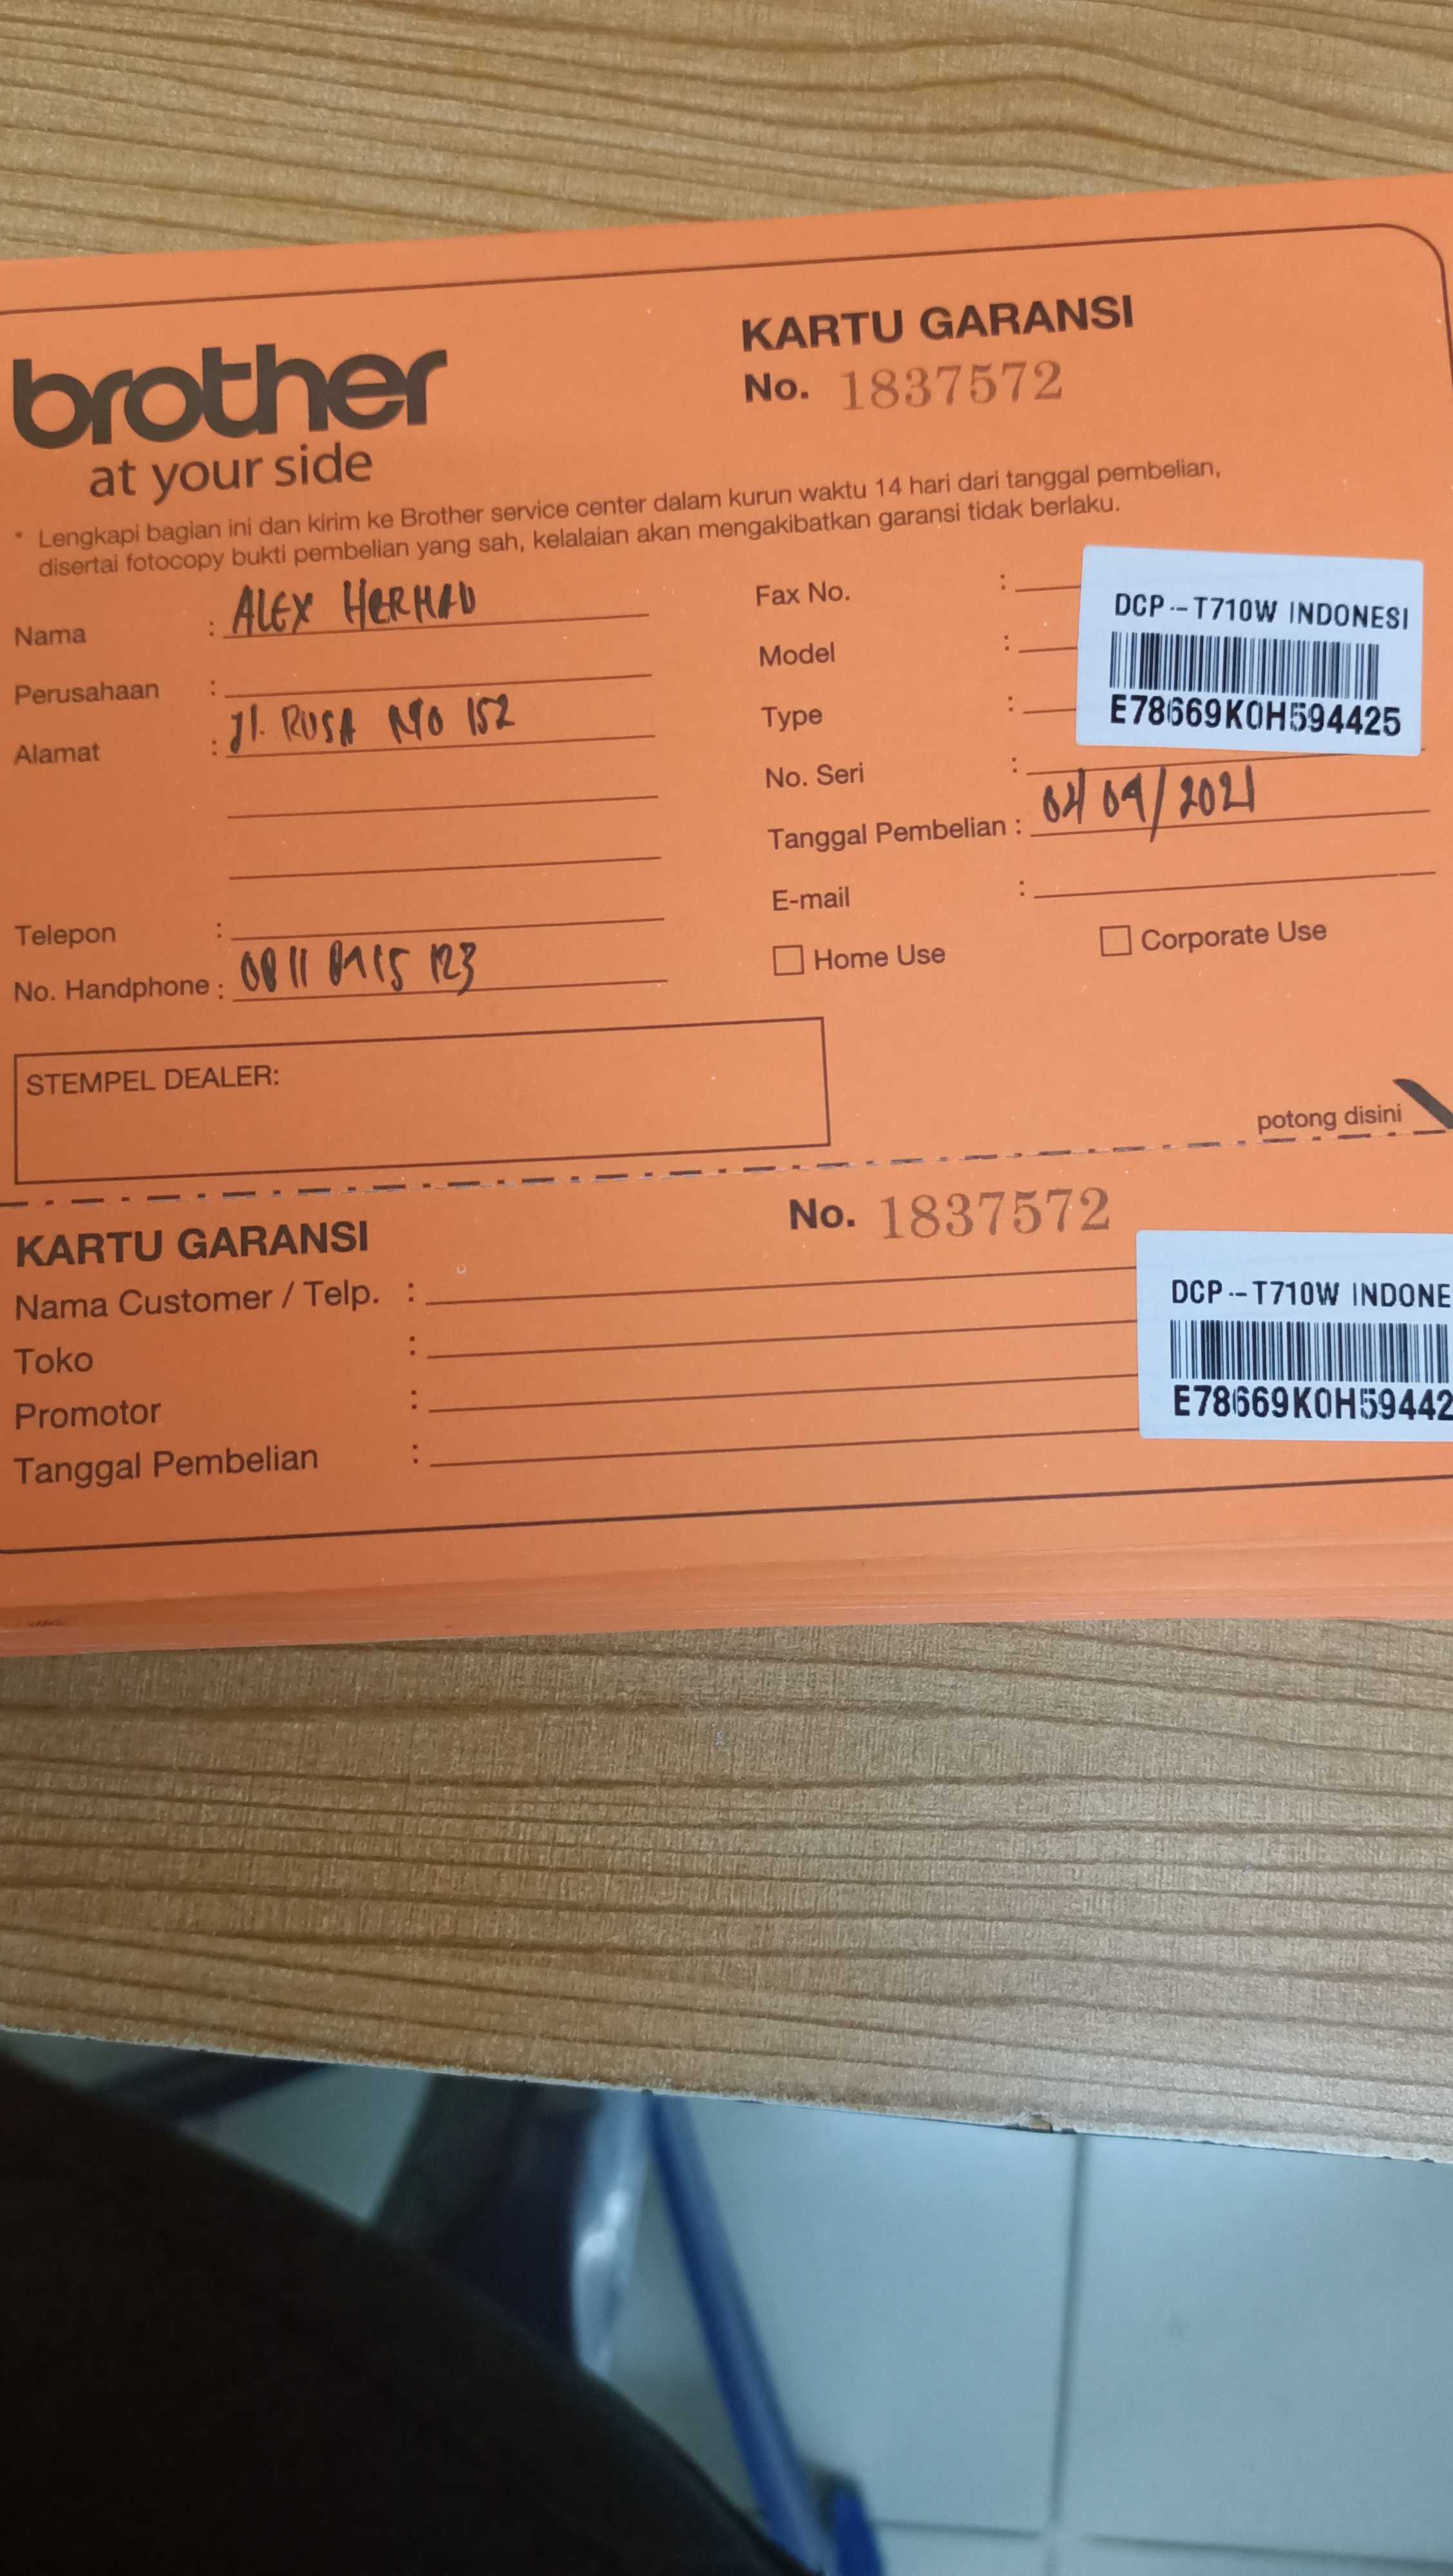 brother
at your side
KARTU GARANSI
No. 1837572
* Lengkapi bagian ini dan kirim ke Brother service center dalam kurun waktu 14 hari dari tanggal pembelian,
disertai fotocopy bukti pembelian yang sah, kelalaian akan mengakibatkan garansi tidak berlaku.
Nama : ALEX HERMAN
Perusahaan :
Alamat : Jl. RUSA NO 152
Telepon :
No. Handphone : 0811 123
Fax No. :
Model :
Type :
No. Seri :
DCP--T710W INDONESI
E78669K0H594425
Tanggal Pembelian : 04/09/2021
E-mail :
Home Use
Corporate Use
STEMPEL DEALER:
potong disini
KARTU GARANSI
No. 1837572
Nama Customer / Telp. :
Toko :
Promotor :
Tanggal Pembelian :
DCP--T710W INDONE
E78669K0H59442